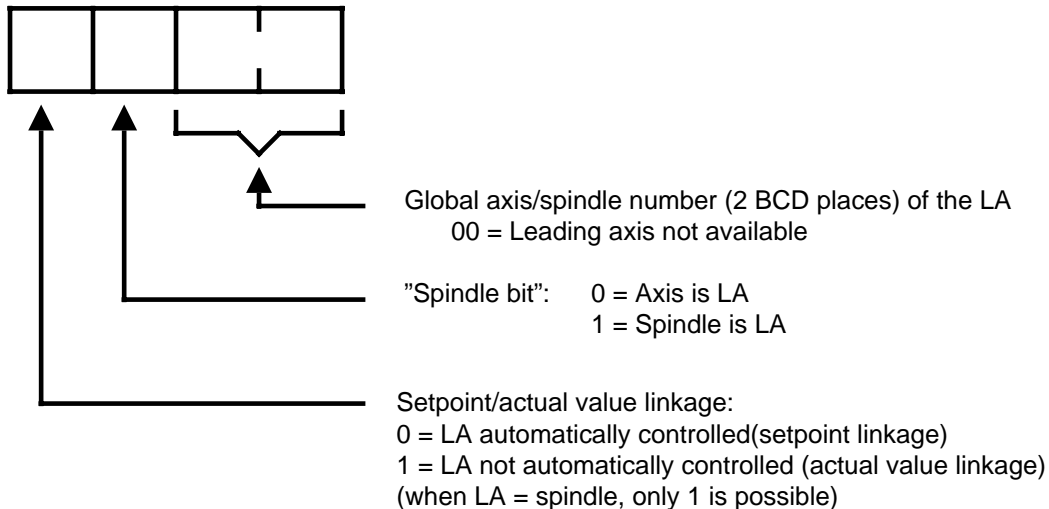 Global axis/spindle number (2 BCD places) of the LA
00 = Leading axis not available
”Spindle bit”: 0 = Axis is LA
1 = Spindle is LA
Setpoint/actual value linkage:
0 = LA automatically controlled(setpoint linkage)
1 = LA not automatically controlled (actual value linkage)
(when LA = spindle, only 1 is possible)